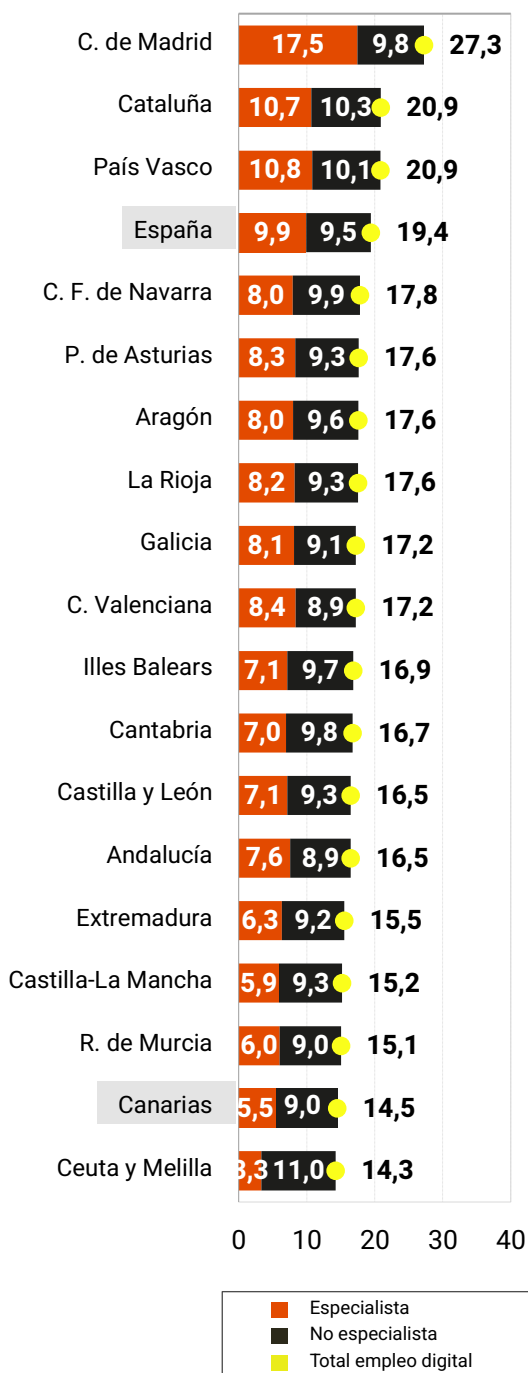 C. de Madrid 17,5 9,8 27,3
Cataluña 10,7 10,3 20,9
País Vasco 10,8 10,1 20,9
España 9,9 9,5 19,4
C. F. de Navarra 8,0 9,9 17,8
P. de Asturias 8,3 9,3 17,6
Aragón 8,0 9,6 17,6
La Rioja 8,2 9,3 17,6
Galicia 8,1 9,1 17,2
C. Valenciana 8,4 8,9 17,2
Illes Balears 7,1 9,7 16,9
Cantabria 7,0 9,8 16,7
Castilla y León 7,1 9,3 16,5
Andalucía 7,6 8,9 16,5
Extremadura 6,3 9,2 15,5
Castilla-La Mancha 5,9 9,3 15,2
R. de Murcia 6,0 9,0 15,1
Canarias 5,5 9,0 14,5
Ceuta y Melilla 3,3 11,0 14,3
0 10 20 30 40
Especialista
No especialista
Total empleo digital